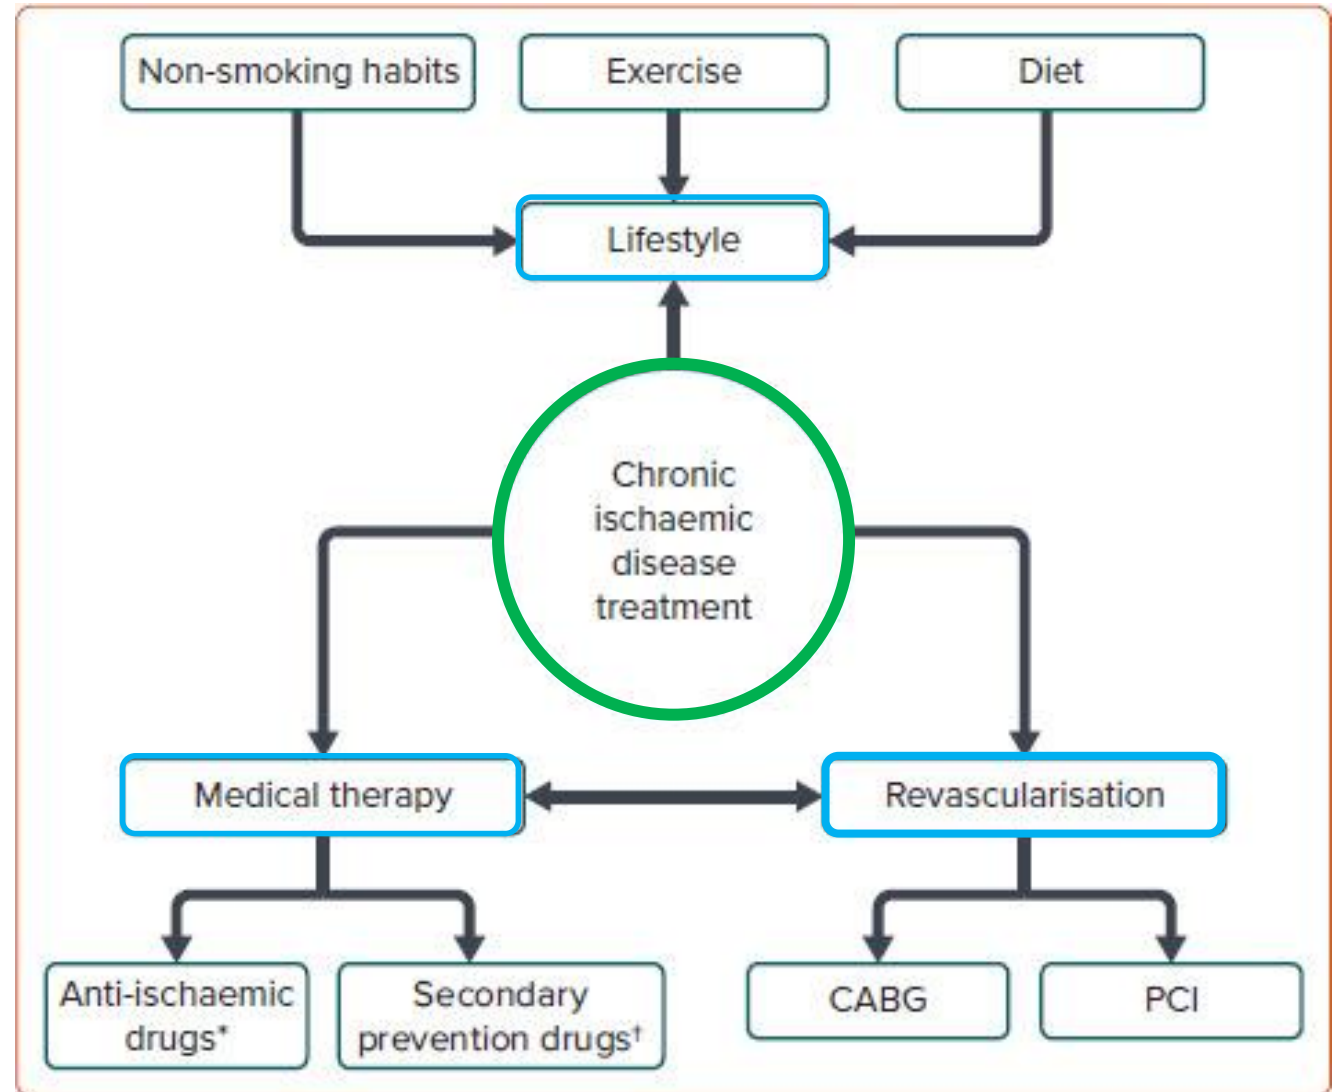 Non-smoking habits
Exercise
Diet
Lifestyle
Chronic
ischaemic
disease
treatment
Medical therapy
Revascularisation
Anti-ischaemic
drugs*
Secondary
prevention drugs†
CABG
PCI